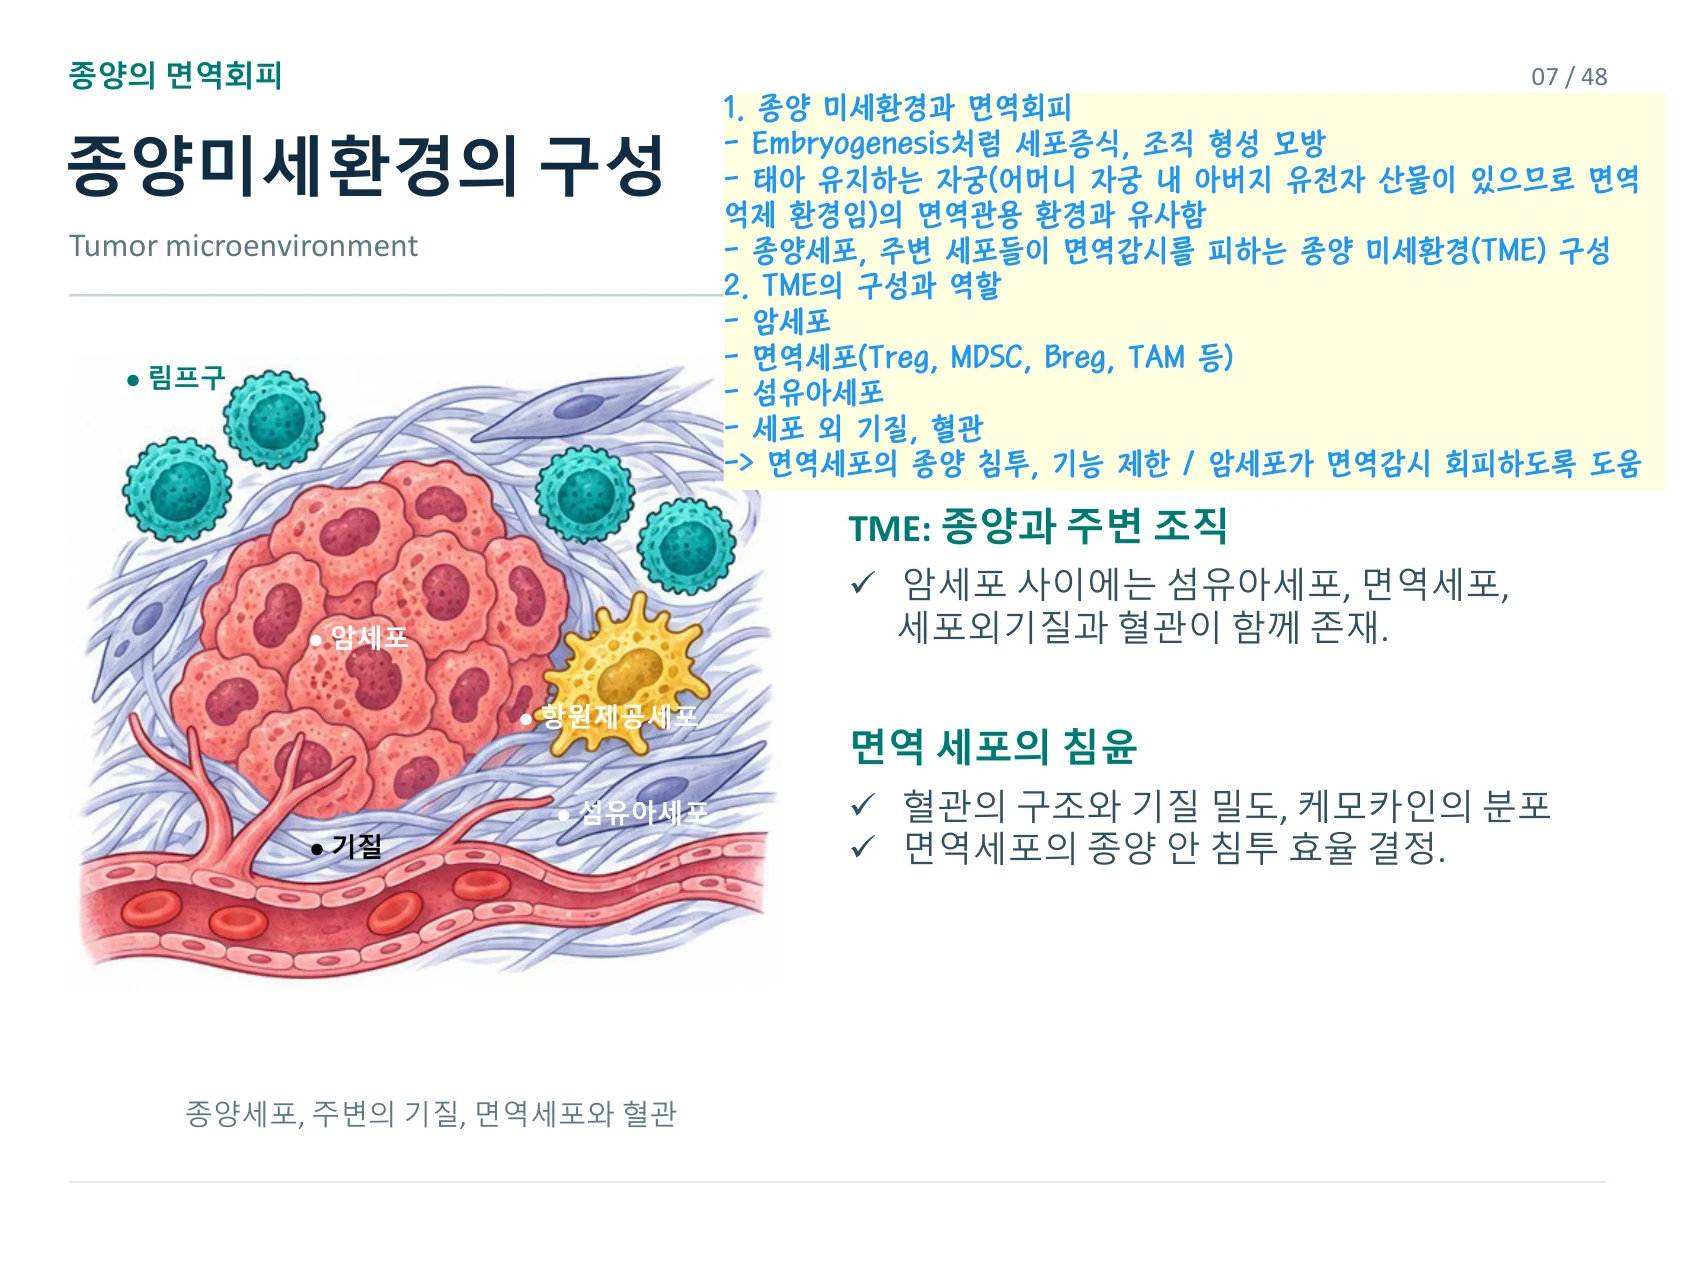 종양의 면역회피
07 / 48
종양미세환경의 구성
Tumor microenvironment
1. 종양 미세환경과 면역회피
- Embryogenesis처럼 세포증식, 조직 형성 모방
- 태아 유지하는 자궁(어머니 자궁 내 아버지 유전자 산물이 있으므로 면역
억제 환경임)의 면역관용 환경과 유사함
- 종양세포, 주변 세포들이 면역감시를 피하는 종양 미세환경(TME) 구성
2. TME의 구성과 역할
- 암세포
- 면역세포(Treg, MDSC, Breg, TAM 등)
- 섬유아세포
- 세포 외 기질, 혈관
-> 면역세포의 종양 침투, 기능 제한 / 암세포가 면역감시 회피하도록 도움
● 림프구
● 암세포
● 항원제공세포
● 섬유아세포
● 기질
종양세포, 주변의 기질, 면역세포와 혈관
TME: 종양과 주변 조직
✓ 암세포 사이에는 섬유아세포, 면역세포,
세포외기질과 혈관이 함께 존재.
면역 세포의 침윤
✓ 혈관의 구조와 기질 밀도, 케모카인의 분포
✓ 면역세포의 종양 안 침투 효율 결정.